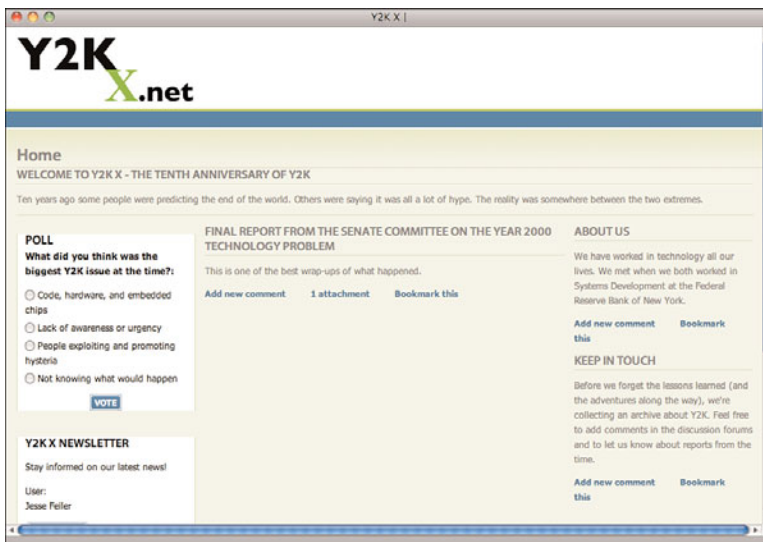 Y2K X |
Y2K
X.net
Home
WELCOME TO Y2K X - THE TENTH ANNIVERSARY OF Y2K
Ten years ago some people were predicting the end of the world. Others were saying it was all a lot of hype. The reality was somewhere between the two extremes.
POLL
What did you think was the
biggest Y2K issue at the time?:
Code, hardware, and embedded
chips
Lack of awareness or urgency
People exploiting and promoting
hysteria
Not knowing what would happen
VOTE
Y2K X NEWSLETTER
Stay informed on our latest news!
User:
Jesse Feiler
FINAL REPORT FROM THE SENATE COMMITTEE ON THE YEAR 2000
TECHNOLOGY PROBLEM
This is one of the best wrap-ups of what happened.
Add new comment 1 attachment Bookmark this
ABOUT US
We have worked in technology all our
lives. We met when we both worked in
Systems Development at the Federal
Reserve Bank of New York.
Add new comment Bookmark
this
KEEP IN TOUCH
Before we forget the lessons learned (and
the adventures along the way), we're
collecting an archive about Y2K. Feel free
to add comments in the discussion forums
and to let us know about reports from the
time.
Add new comment Bookmark
this